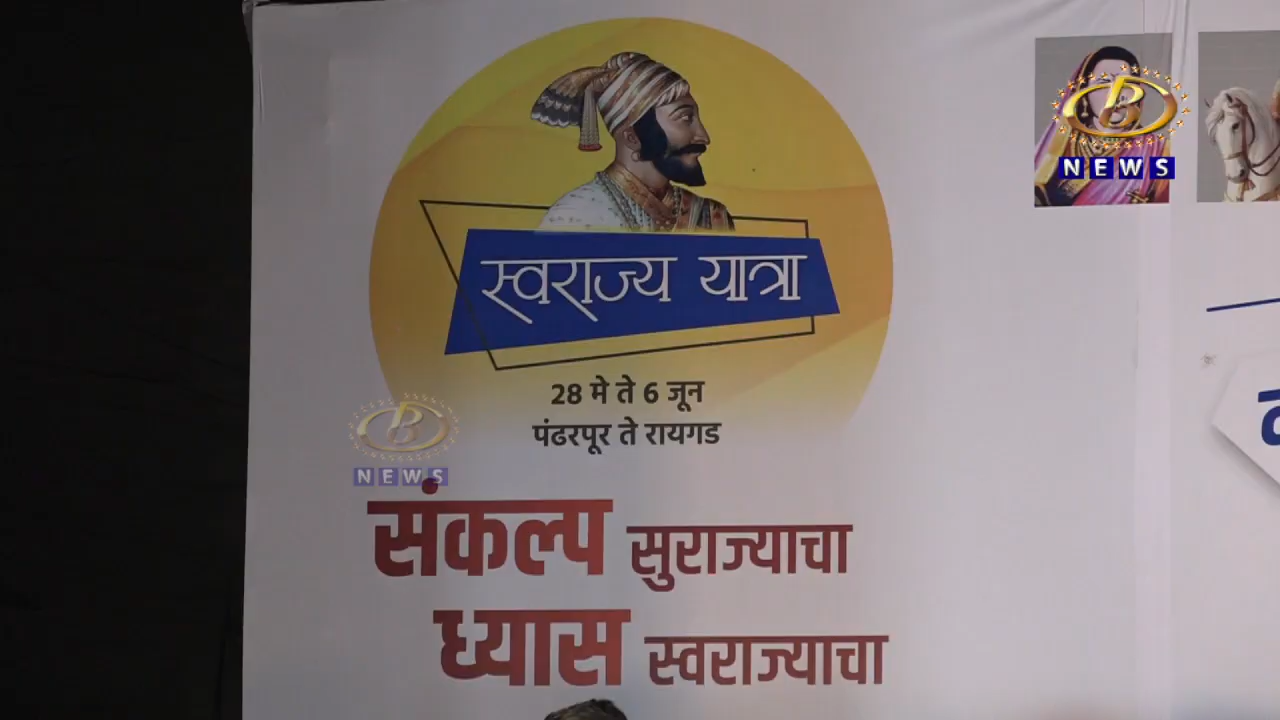 B
NEWS
स्वराज्य यात्रा
28 मे ते 6 जून
पंढरपूर ते रायगड
B
NEWS
संकल्प सुराज्याचा
ध्यास स्वराज्याचा